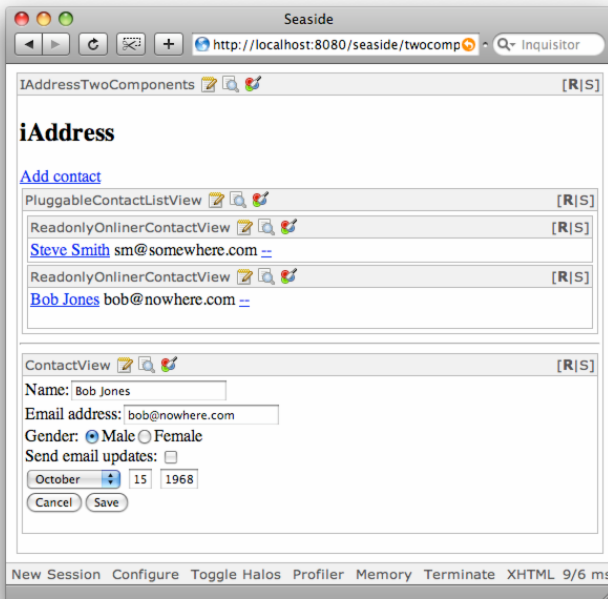 Seaside
http://localhost:8080/seaside/twocomp Inquisitor
IAddressTwoComponents [R|S]
iAddress
Add contact
PluggableContactListView [R|S]
ReadonlyOnlinerContactView [R|S]
Steve Smith sm@somewhere.com --
ReadonlyOnlinerContactView [R|S]
Bob Jones bob@nowhere.com --
ContactView [R|S]
Name: Bob Jones
Email address: bob@nowhere.com
Gender: Male Female
Send email updates:
October 15 1968
Cancel Save
New Session Configure Toggle Halos Profiler Memory Terminate XHTML 9/6 ms